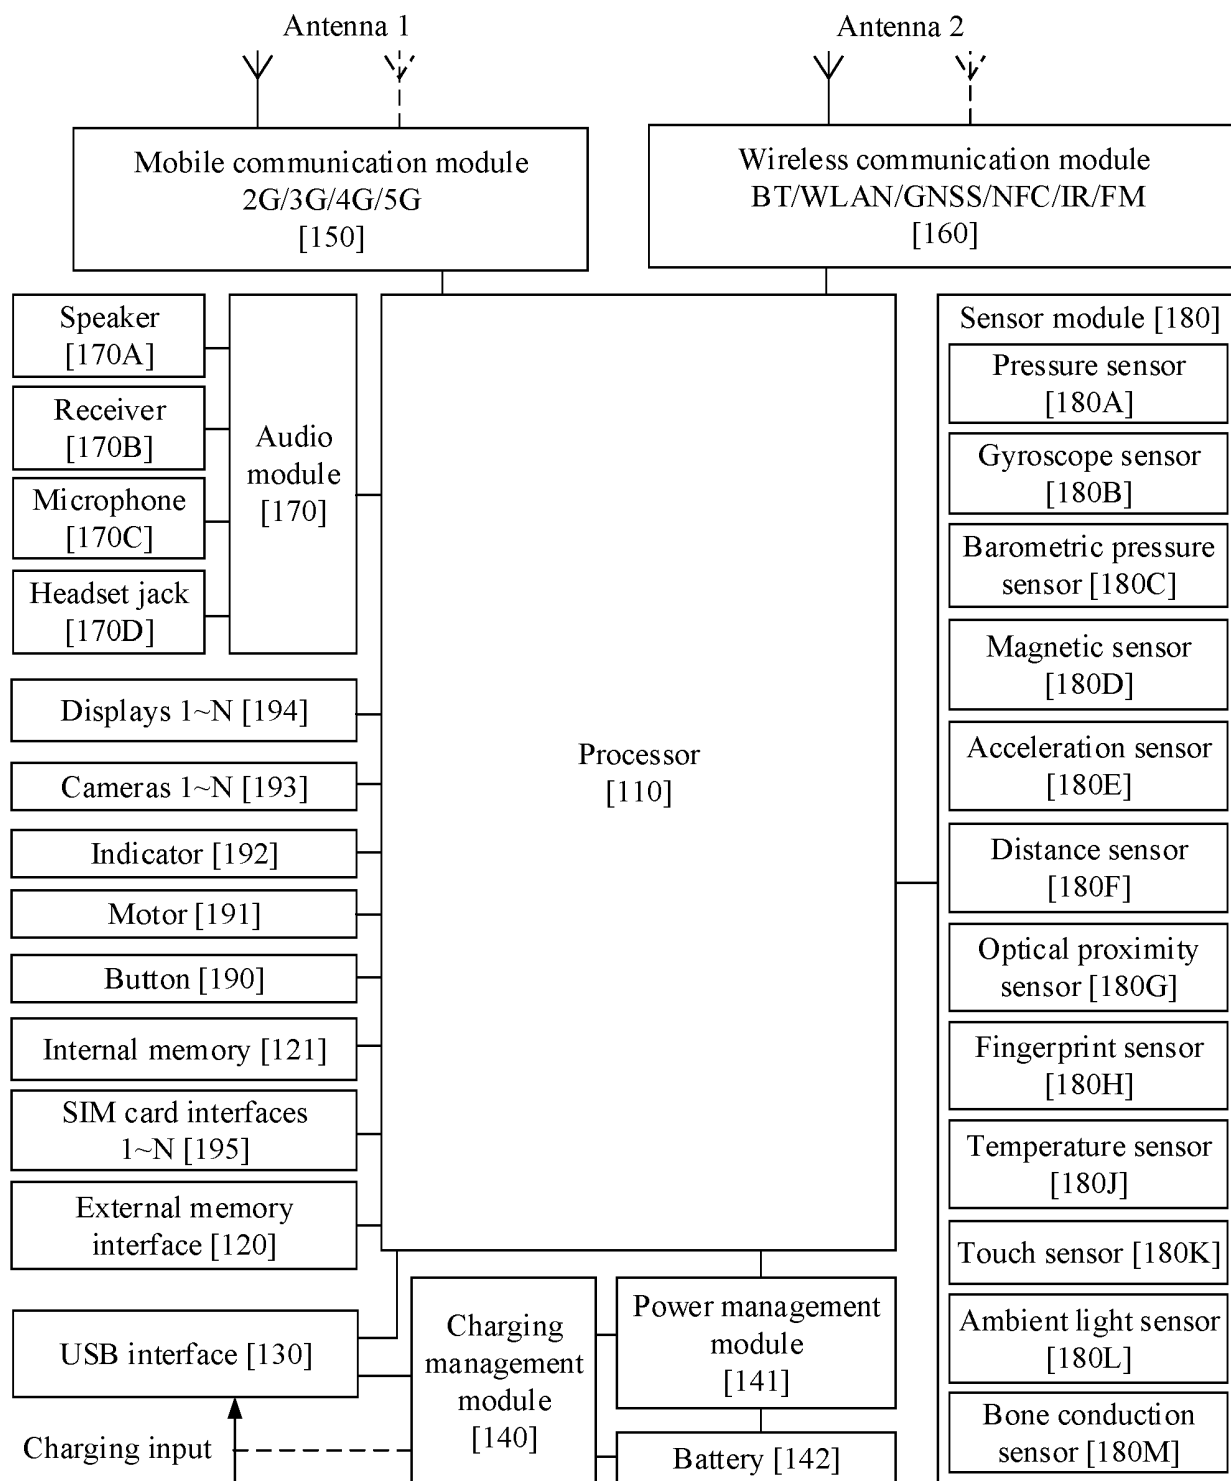 Antenna 1
Antenna 2
Mobile communication module
2G/3G/4G/5G
[150]
Wireless communication module
BT/WLAN/GNSS/NFC/IR/FM
[160]
Speaker
[170A]
Receiver
[170B]
Microphone
[170C]
Headset jack
[170D]
Audio
module
[170]
Displays 1~N [194]
Cameras 1~N [193]
Indicator [192]
Motor [191]
Button [190]
Internal memory [121]
SIM card interfaces
1~N [195]
External memory
interface [120]
USB interface [130]
Charging input
Processor
[110]
Charging
management
module
[140]
Power management
module
[141]
Battery [142]
Sensor module [180]
Pressure sensor
[180A]
Gyroscope sensor
[180B]
Barometric pressure
sensor [180C]
Magnetic sensor
[180D]
Acceleration sensor
[180E]
Distance sensor
[180F]
Optical proximity
sensor [180G]
Fingerprint sensor
[180H]
Temperature sensor
[180J]
Touch sensor [180K]
Ambient light sensor
[180L]
Bone conduction
sensor [180M]